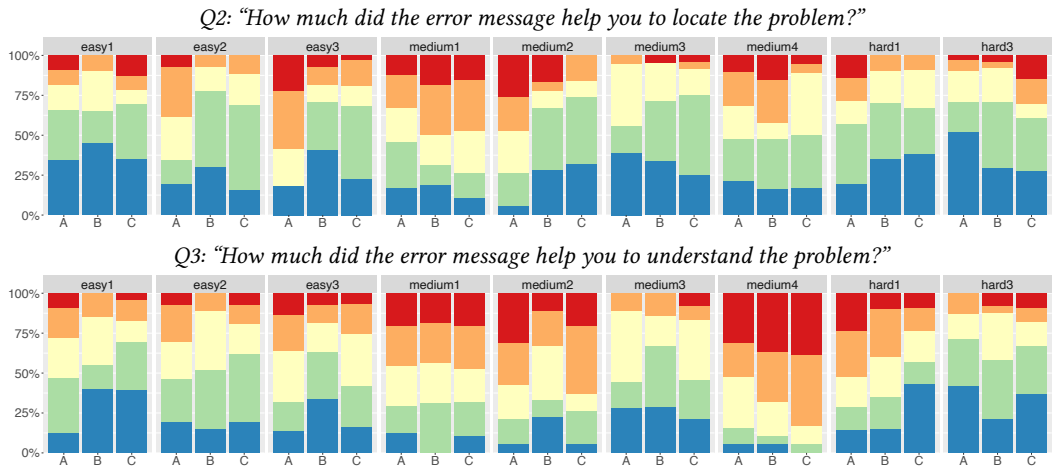 Q2: “How much did the error message help you to locate the problem?”
easy1 easy2 easy3 medium1 medium2 medium3 medium4 hard1 hard3
100%
75%
50%
25%
0%
A B C A B C A B C A B C A B C A B C A B C A B C A B C
Q3: “How much did the error message help you to understand the problem?”
easy1 easy2 easy3 medium1 medium2 medium3 medium4 hard1 hard3
100%
75%
50%
25%
0%
A B C A B C A B C A B C A B C A B C A B C A B C A B C